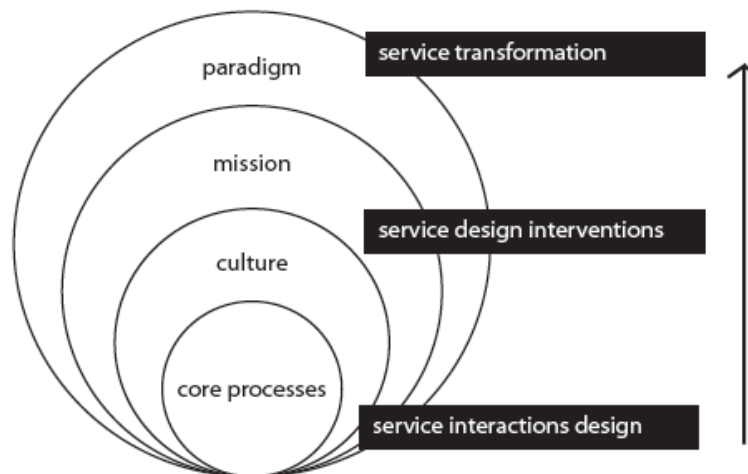 service transformation
paradigm
mission
service design interventions
culture
core processes
service interactions design